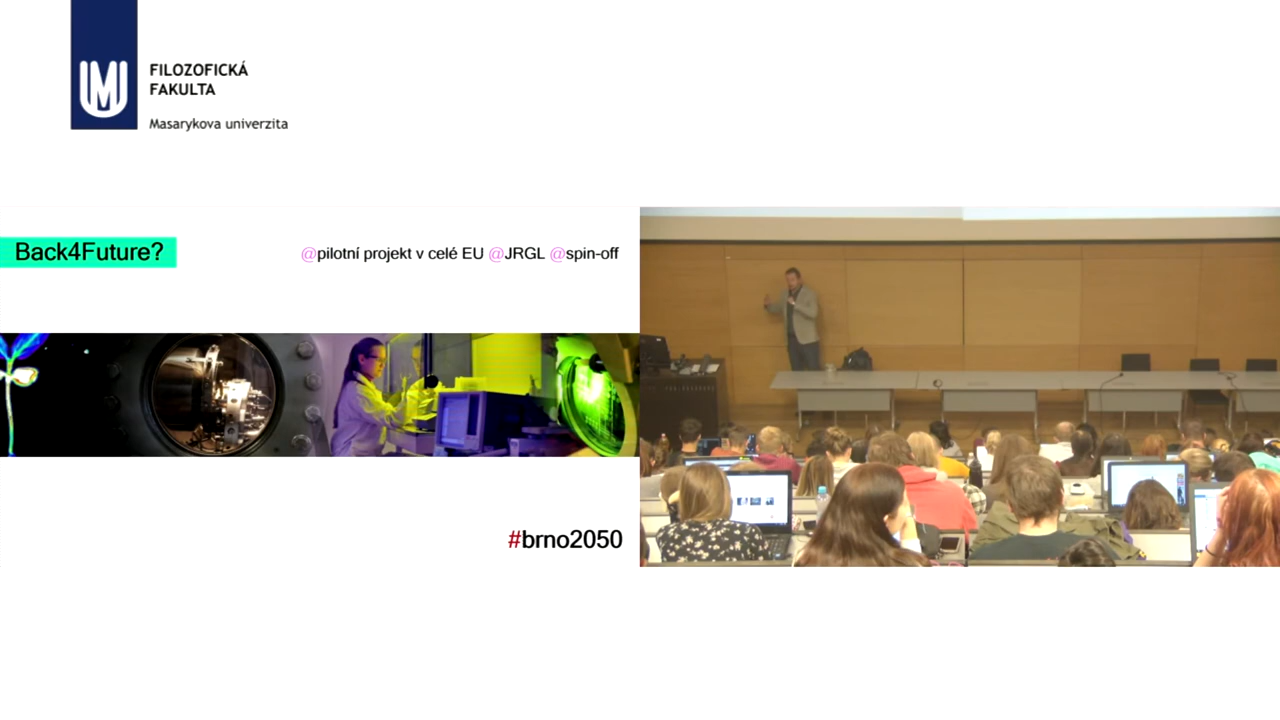 FILOZOFICKÁ
FAKULTA
Masarykova univerzita
Back4Future?
@pilotní projekt v celé EU @JRGL @spin-off
#brno2050